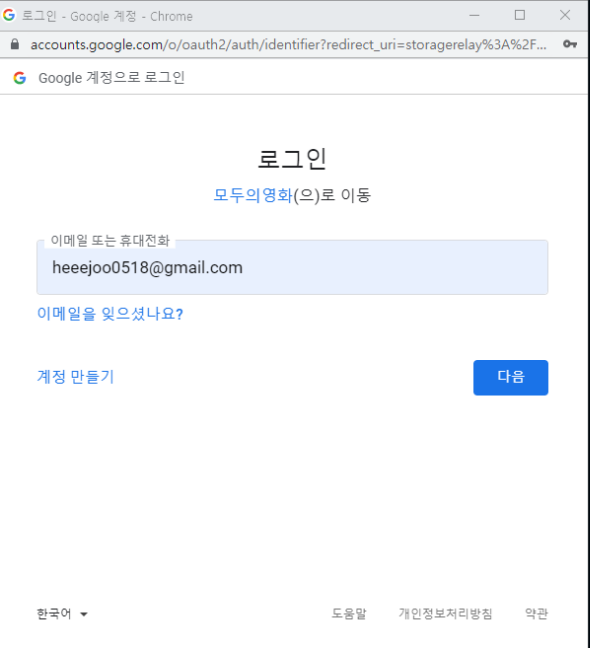 로그인 - Google 계정 - Chrome
accounts.google.com/o/oauth2/auth/identifier?redirect_uri=storagerelay%3A%2F...
Google 계정으로 로그인
로그인
모두의영화(으)로 이동
이메일 또는 휴대전화
heeejoo0518@gmail.com
이메일을 잊으셨나요?
계정 만들기
다음
한국어
도움말 개인정보처리방침 약관